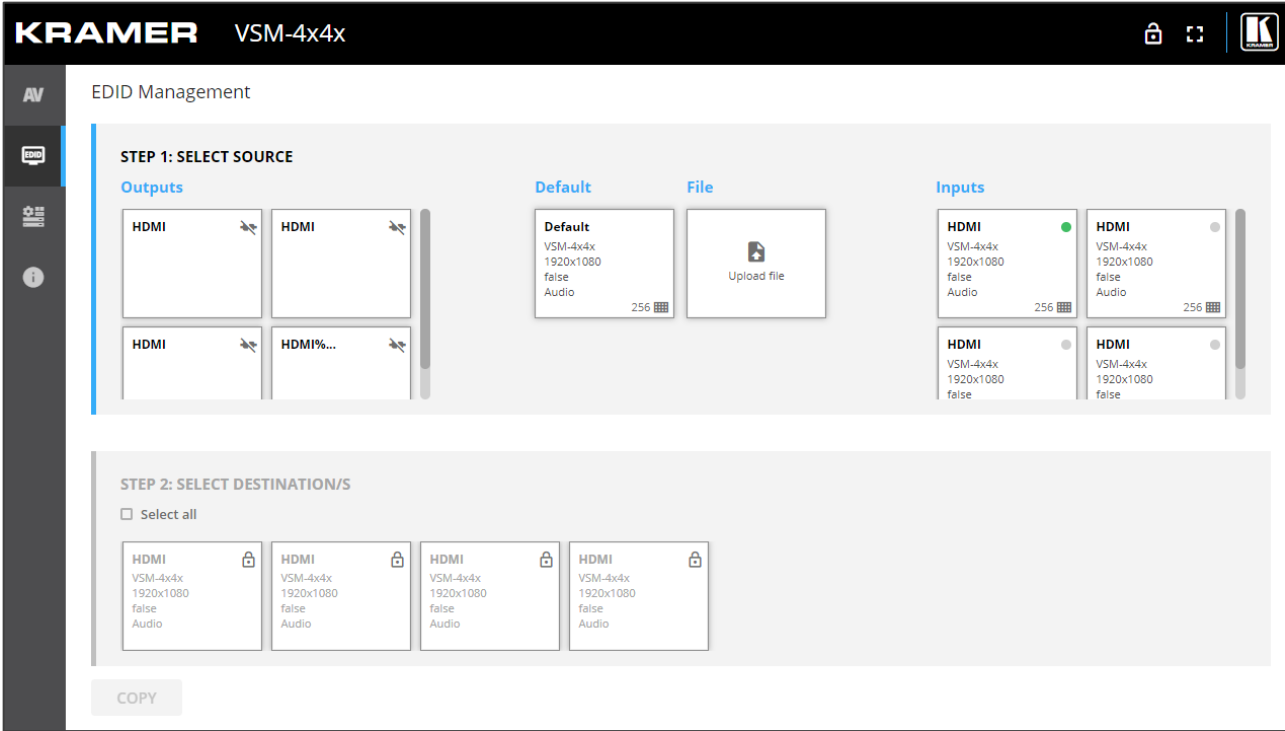 KRAMER VSM-4x4x
KRAMER
AV
EDID Management
EDID
STEP 1: SELECT SOURCE
Outputs
HDMI
HDMI
HDMI
HDMI%...
Default
Default
VSM-4x4x
1920x1080
false
Audio
256
File
Upload file
Inputs
HDMI
VSM-4x4x
1920x1080
false
Audio
256
HDMI
VSM-4x4x
1920x1080
false
Audio
256
HDMI
VSM-4x4x
1920x1080
false
HDMI
VSM-4x4x
1920x1080
false
STEP 2: SELECT DESTINATION/S
Select all
HDMI
VSM-4x4x
1920x1080
false
Audio
HDMI
VSM-4x4x
1920x1080
false
Audio
HDMI
VSM-4x4x
1920x1080
false
Audio
HDMI
VSM-4x4x
1920x1080
false
Audio
COPY